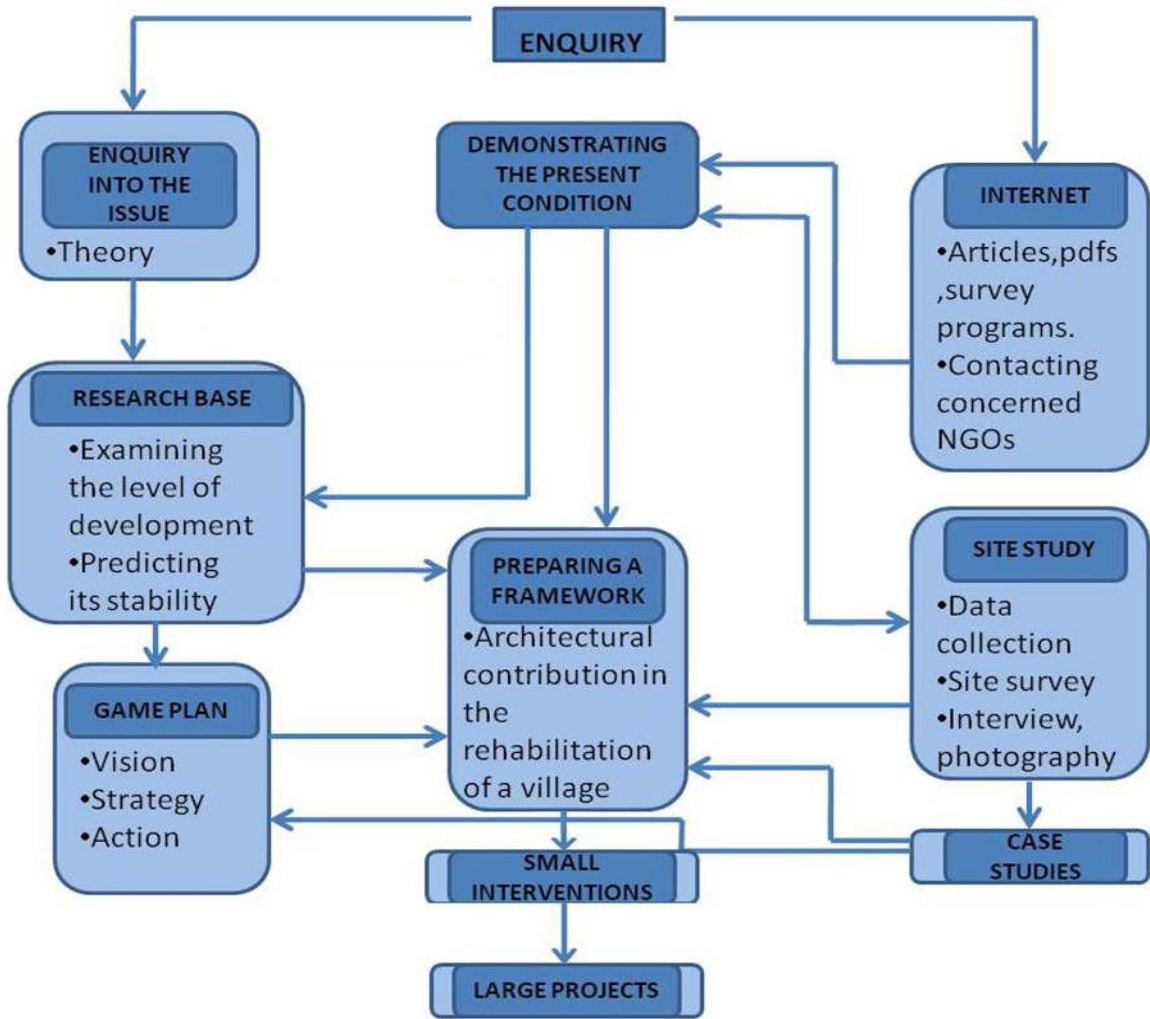 ENQUIRY
ENQUIRY
INTO THE
ISSUE
•Theory
DEMONSTRATING
THE PRESENT
CONDITION
INTERNET
•Articles,pdfs
,survey
programs.
•Contacting
concerned
NGOs
RESEARCH BASE
•Examining
the level of
development
•Predicting
its stability
PREPARING A
FRAMEWORK
•Architectural
contribution in
the
rehabilitation
of a village
SITE STUDY
•Data
collection
•Site survey
•Interview,
photography
GAME PLAN
•Vision
•Strategy
•Action
CASE
STUDIES
SMALL
INTERVENTIONS
LARGE PROJECTS